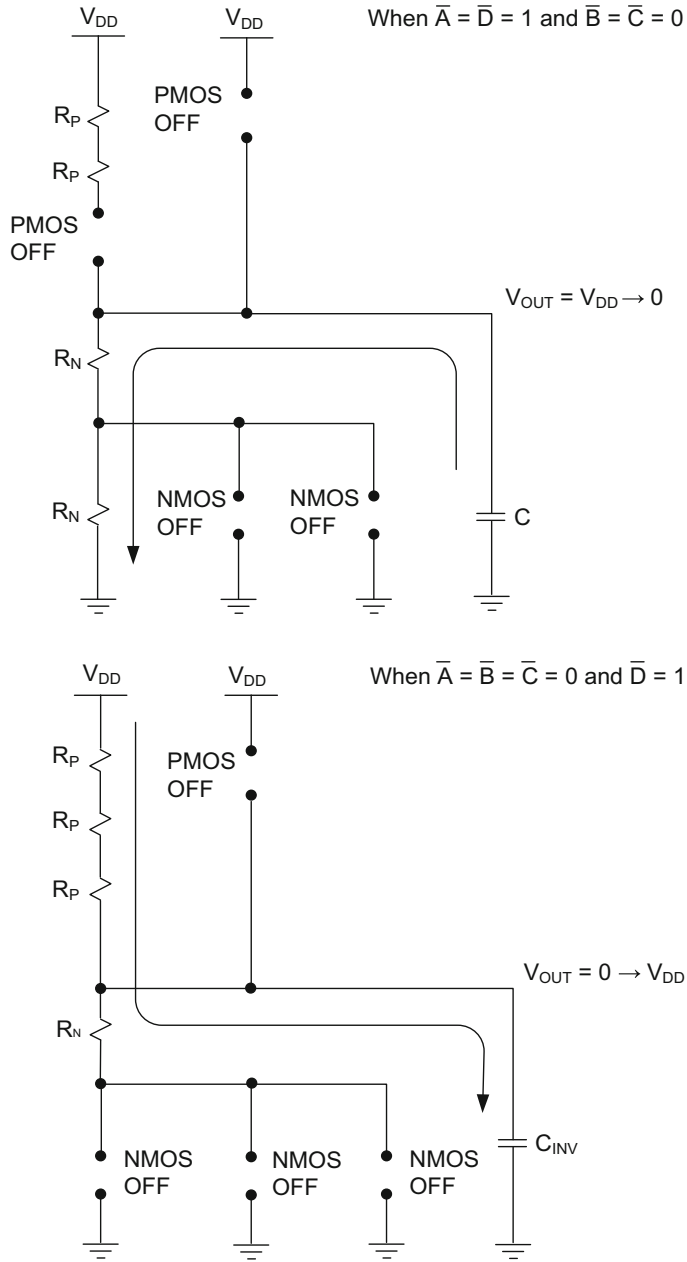 V_DD V_DD When A̅ = D̅ = 1 and B̅ = C̅ = 0
PMOS
OFF
R_P
R_P
PMOS
OFF
V_OUT = V_DD → 0
R_N
R_N
NMOS
OFF
NMOS
OFF
C
V_DD V_DD When A̅ = B̅ = C̅ = 0 and D̅ = 1
R_P
PMOS
OFF
R_P
R_P
V_OUT = 0 → V_DD
R_N
NMOS
OFF
NMOS
OFF
NMOS
OFF
C_INV